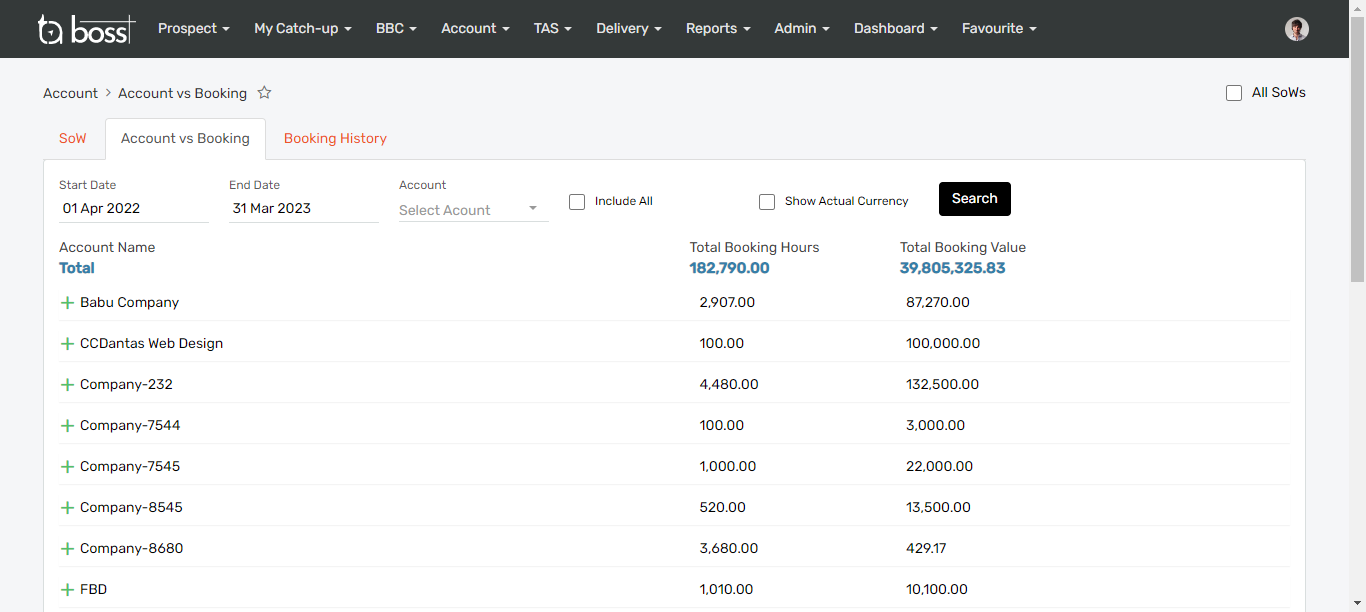 ta boss Prospect My Catch-up BBC Account TAS Delivery Reports Admin Dashboard Favourite
Account > Account vs Booking All SoWs
SoW Account vs Booking Booking History
Start Date End Date Account
01 Apr 2022 31 Mar 2023 Select Acount Include All Show Actual Currency Search
Account Name Total Booking Hours Total Booking Value
Total 182,790.00 39,805,325.83
Babu Company 2,907.00 87,270.00
CCDantas Web Design 100.00 100,000.00
Company-232 4,480.00 132,500.00
Company-7544 100.00 3,000.00
Company-7545 1,000.00 22,000.00
Company-8545 520.00 13,500.00
Company-8680 3,680.00 429.17
FBD 1,010.00 10,100.00